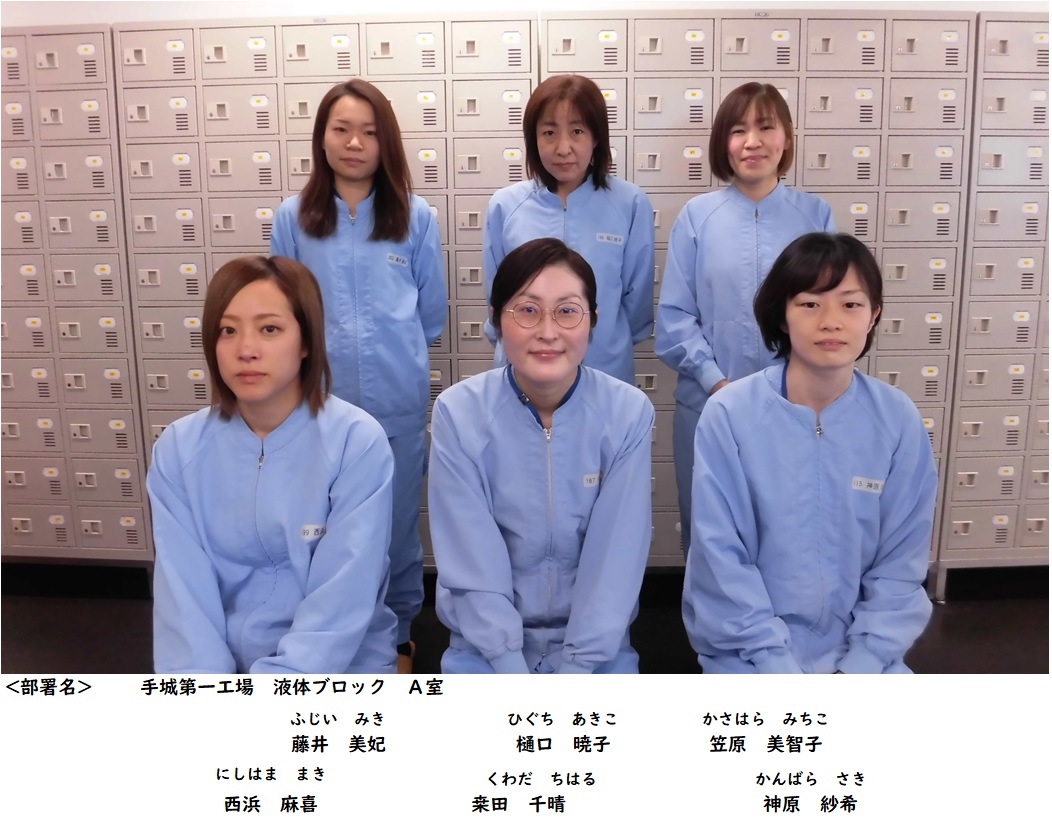 ＜部署名＞　手城第一工場　液体ブロック　Ａ室
ふじい　みき　ひぐち　あきこ　かさはら　みちこ
藤井　美妃　樋口　暁子　笠原　美智子
にしはま　まき　くわだ　ちはる　かんばら　さき
西浜　麻喜　桒田　千晴　神原　紗希